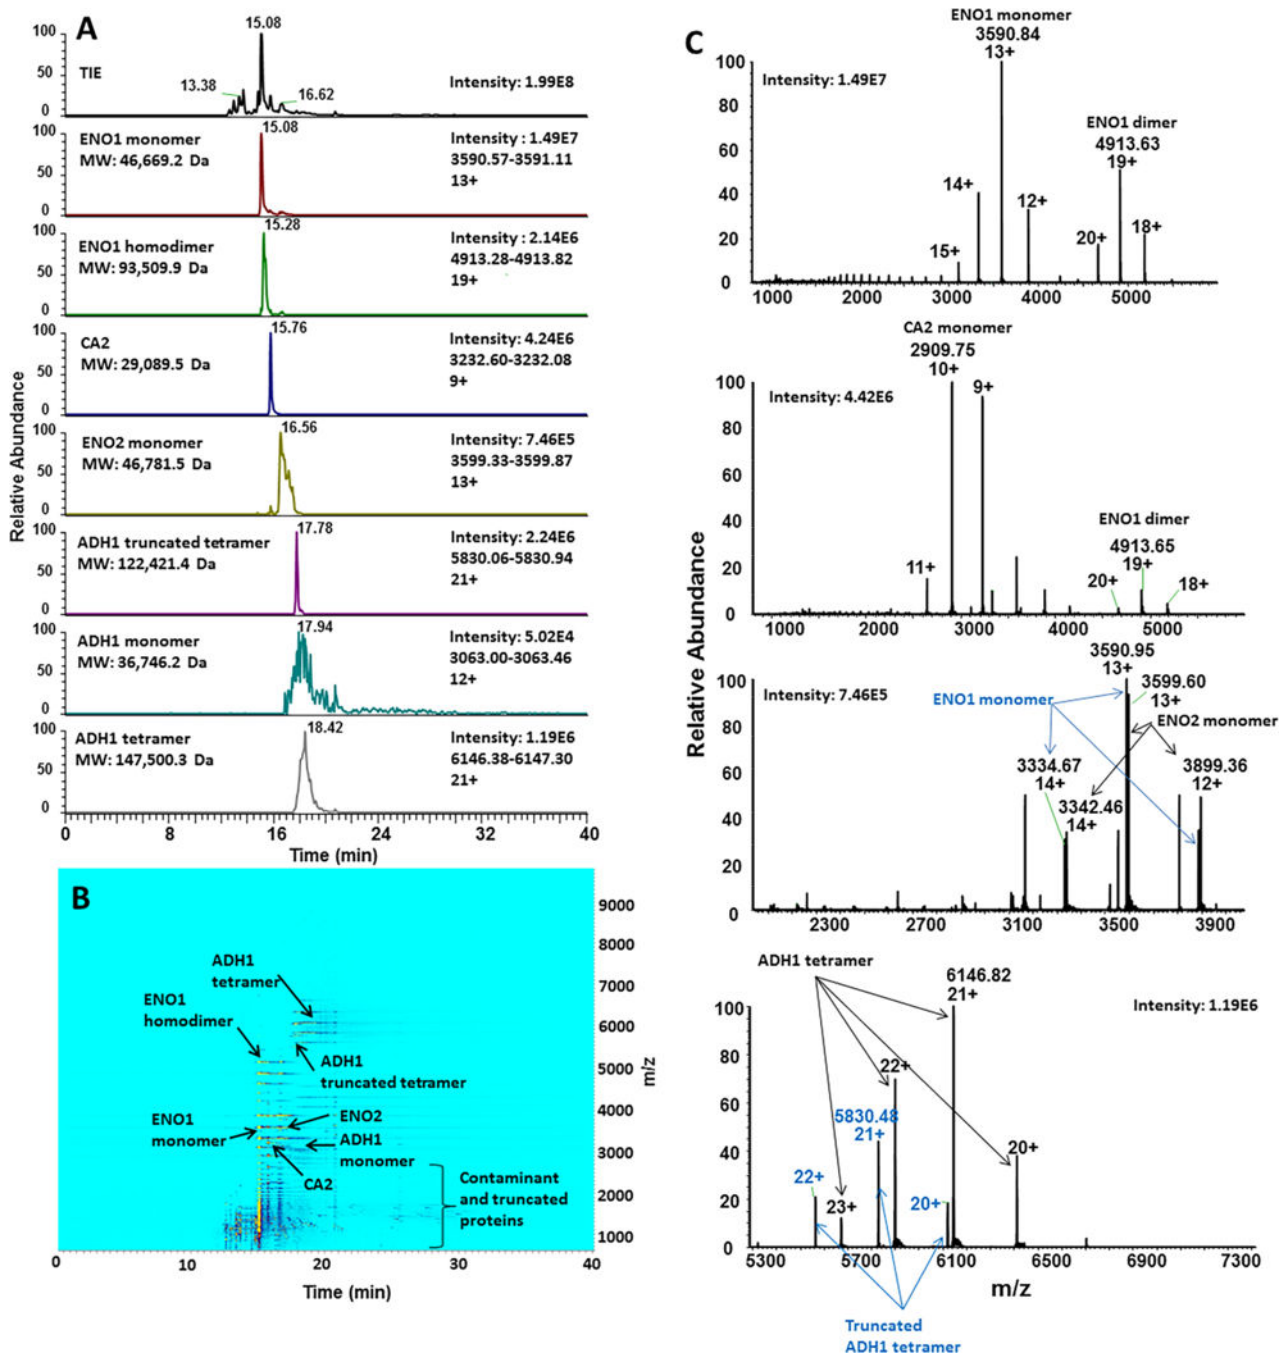 A
TIE
13.38
15.08
16.62
Intensity: 1.99E8
100
50
0
ENO1 monomer
MW: 46,669.2 Da
15.08
Intensity : 1.49E7
3590.57-3591.11
13+
100
50
0
ENO1 homodimer
MW: 93,509.9 Da
15.28
Intensity : 2.14E6
4913.28-4913.82
19+
100
50
0
CA2
MW: 29,089.5 Da
15.76
Intensity: 4.24E6
3232.60-3232.08
9+
100
50
0
ENO2 monomer
MW: 46,781.5 Da
16.56
Intensity: 7.46E5
3599.33-3599.87
13+
100
50
0
ADH1 truncated tetramer
MW: 122,421.4 Da
17.78
Intensity: 2.24E6
5830.06-5830.94
21+
100
50
0
ADH1 monomer
MW: 36,746.2 Da
17.94
Intensity: 5.02E4
3063.00-3063.46
12+
100
50
0
ADH1 tetramer
MW: 147,500.3 Da
18.42
Intensity: 1.19E6
6146.38-6147.30
21+
100
50
0
0 8 16 24 32 40
Time (min)
Relative Abundance
B
ADH1
tetramer
ENO1
homodimer
ADH1
truncated tetramer
ENO1
monomer
ENO2
ADH1
monomer
CA2
Contaminant
and truncated
proteins
9000
8000
7000
6000
5000
4000
3000
2000
1000
m/z
0 10 20 30 40
Time (min)
C
ENO1 monomer
3590.84
13+
Intensity: 1.49E7
ENO1 dimer
4913.63
19+
14+
12+
15+
20+
18+
100
80
60
40
20
0
1000 2000 3000 4000 5000
CA2 monomer
2909.75
10+
9+
Intensity: 4.42E6
11+
ENO1 dimer
4913.65
19+
20+
18+
100
80
60
40
20
0
1000 2000 3000 4000 5000
Relative Abundance
Intensity: 7.46E5
3590.95
13+
3599.60
13+
ENO1 monomer
ENO2 monomer
3334.67
14+
3342.46
14+
3899.36
12+
100
80
60
40
20
0
2300 2700 3100 3500 3900
ADH1 tetramer
6146.82
21+
Intensity: 1.19E6
22+
5830.48
21+
22+
23+
20+
20+
100
80
60
40
20
0
5300 5700 6100 6500 6900 7300
m/z
Truncated
ADH1 tetramer